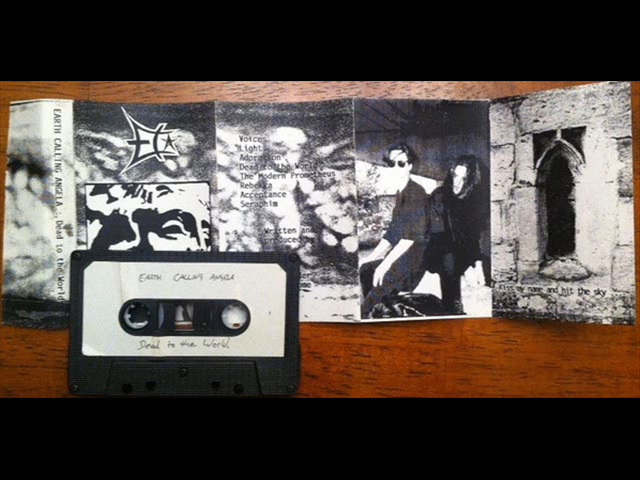 EARTH CALLING ANGELA... Dead to the World
Voices
Light
Adoration
Dead to the World
The Modern Prometheus
Rebekka
Acceptance
Seraphim
Written and
my name and hit the sky
EARTH CALLING ANGELA
Dead to the World